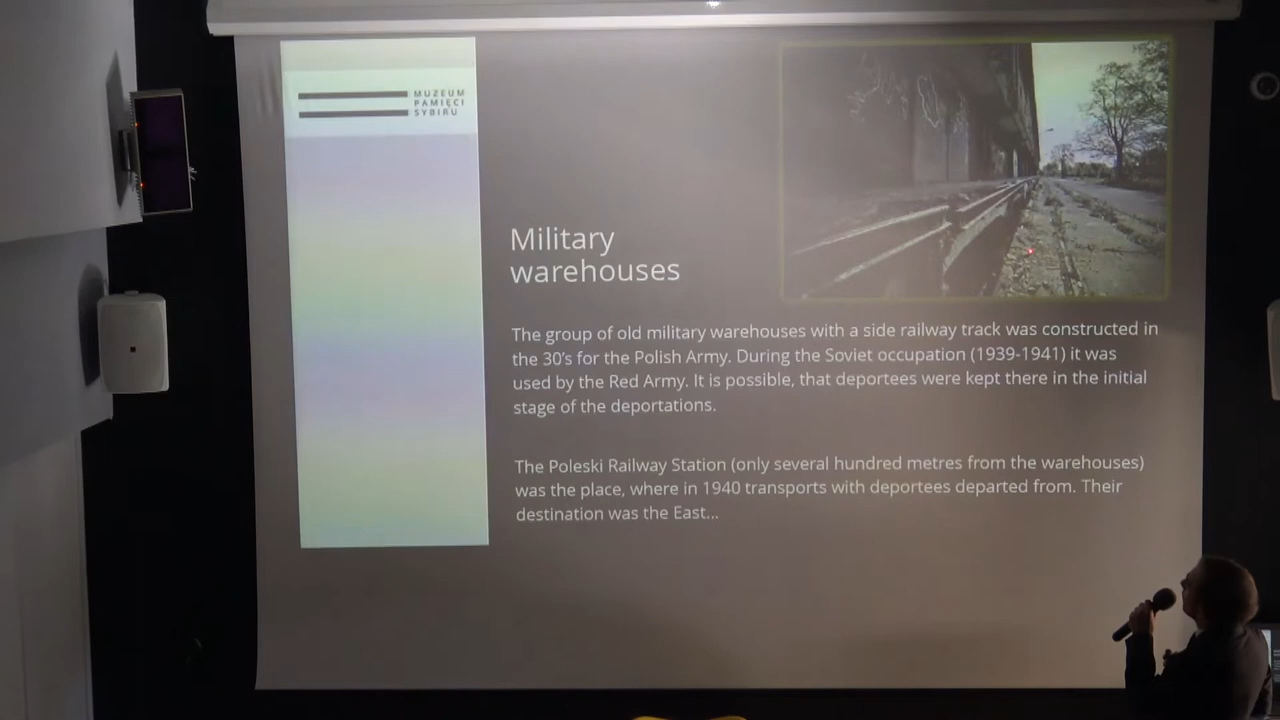 MUZEUM
PAMIĘCI
SYBIRU
Military
warehouses
The group of old military warehouses with a side railway track was constructed in
the 30's for the Polish Army. During the Soviet occupation (1939-1941) it was
used by the Red Army. It is possible, that deportees were kept there in the initial
stage of the deportations.
The Poleski Railway Station (only several hundred metres from the warehouses)
was the place, where in 1940 transports with deportees departed from. Their
destination was the East...